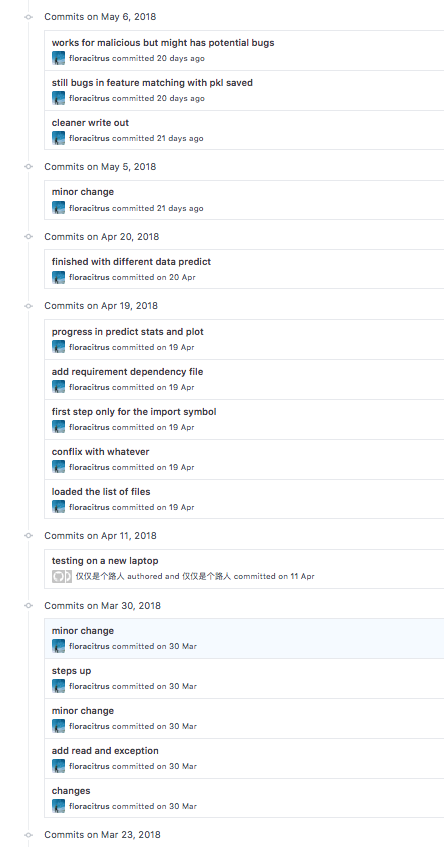 Commits on May 6, 2018
works for malicious but might has potential bugs
floracitrus committed 20 days ago
still bugs in feature matching with pkl saved
floracitrus committed 20 days ago
cleaner write out
floracitrus committed 21 days ago
Commits on May 5, 2018
minor change
floracitrus committed 21 days ago
Commits on Apr 20, 2018
finished with different data predict
floracitrus committed on 20 Apr
Commits on Apr 19, 2018
progress in predict stats and plot
floracitrus committed on 19 Apr
add requirement dependency file
floracitrus committed on 19 Apr
first step only for the import symbol
floracitrus committed on 19 Apr
conflix with whatever
floracitrus committed on 19 Apr
loaded the list of files
floracitrus committed on 19 Apr
Commits on Apr 11, 2018
testing on a new laptop
仅仅是个路人 authored and 仅仅是个路人 committed on 11 Apr
Commits on Mar 30, 2018
minor change
floracitrus committed on 30 Mar
steps up
floracitrus committed on 30 Mar
minor change
floracitrus committed on 30 Mar
add read and exception
floracitrus committed on 30 Mar
changes
floracitrus committed on 30 Mar
Commits on Mar 23, 2018